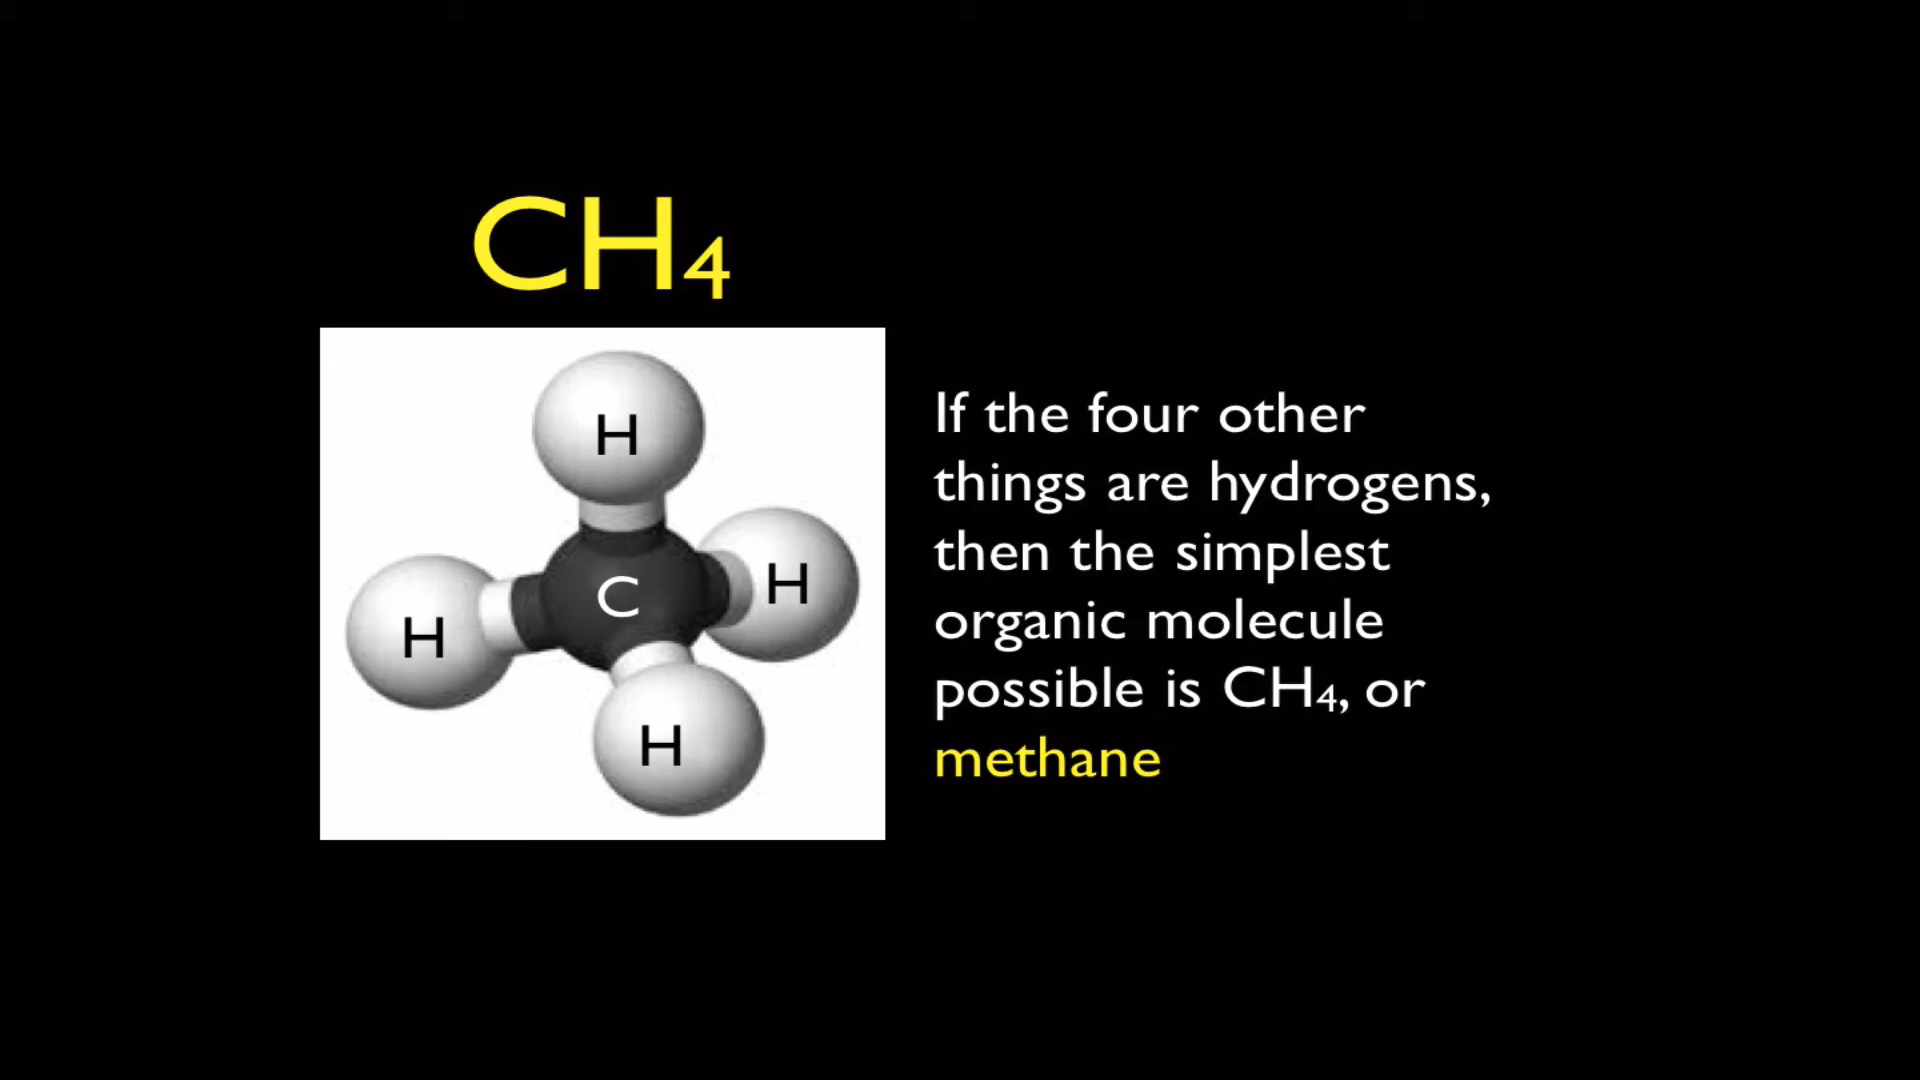 CH₄
H
H
C
H
H
If the four other
things are hydrogens,
then the simplest
organic molecule
possible is CH₄, or
methane